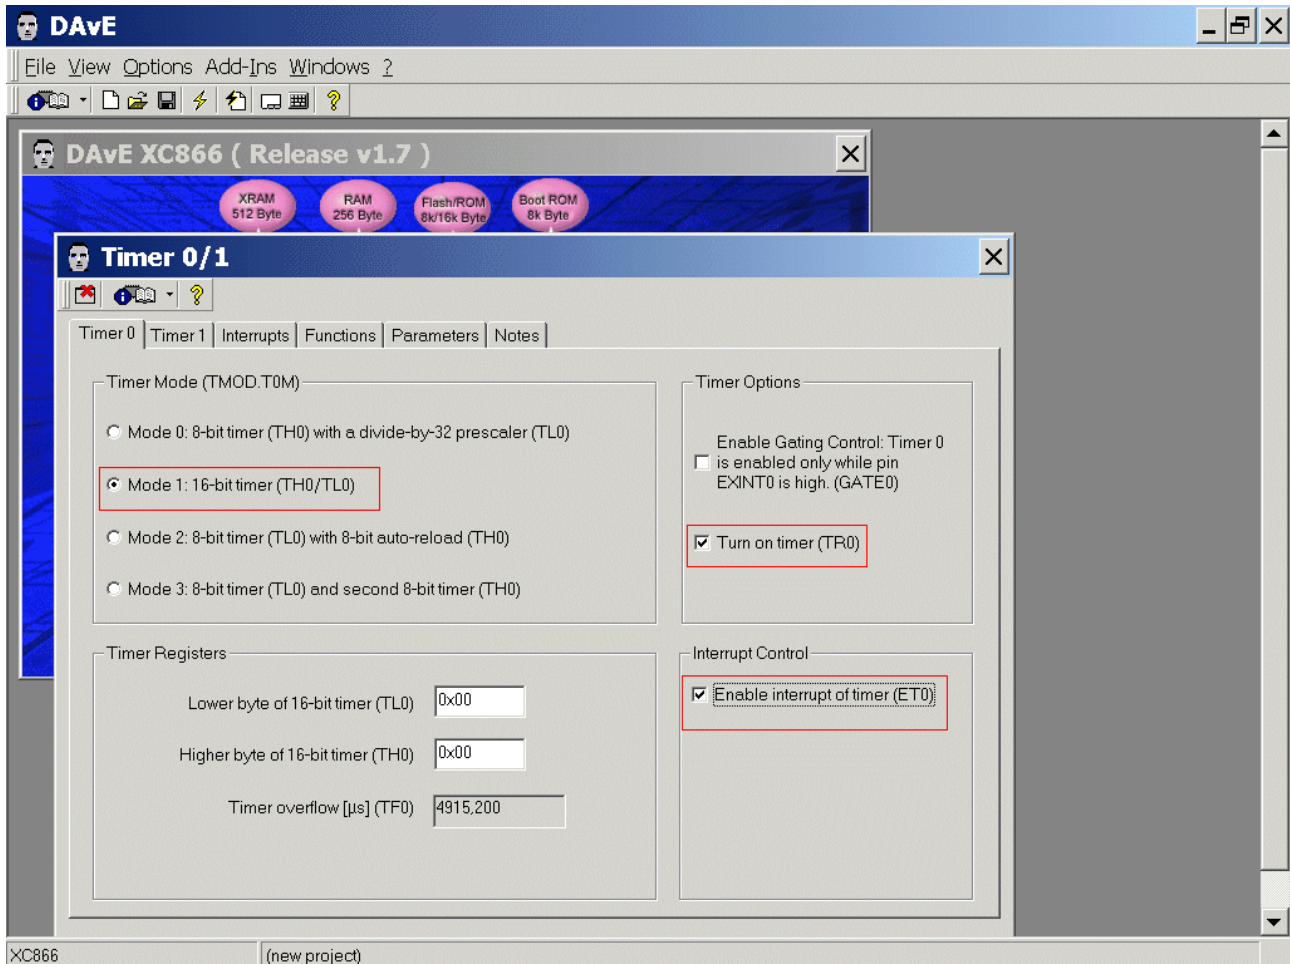 DAvE
File View Options Add-Ins Windows ?
DAvE XC866 ( Release v1.7 )
XRAM
512 Byte
RAM
256 Byte
Flash/ROM
8k/16k Byte
Boot ROM
8k Byte
Timer 0/1
Timer 0 Timer 1 Interrupts Functions Parameters Notes
Timer Mode (TMOD.T0M)
Mode 0: 8-bit timer (TH0) with a divide-by-32 prescaler (TL0)
Mode 1: 16-bit timer (TH0/TL0)
Mode 2: 8-bit timer (TL0) with 8-bit auto-reload (TH0)
Mode 3: 8-bit timer (TL0) and second 8-bit timer (TH0)
Timer Options
Enable Gating Control: Timer 0
is enabled only while pin
EXINT0 is high. (GATE0)
Turn on timer (TR0)
Timer Registers
Lower byte of 16-bit timer (TL0) 0x00
Higher byte of 16-bit timer (TH0) 0x00
Timer overflow [µs] (TF0) 4915,200
Interrupt Control
Enable interrupt of timer (ET0)
XC866 (new project)